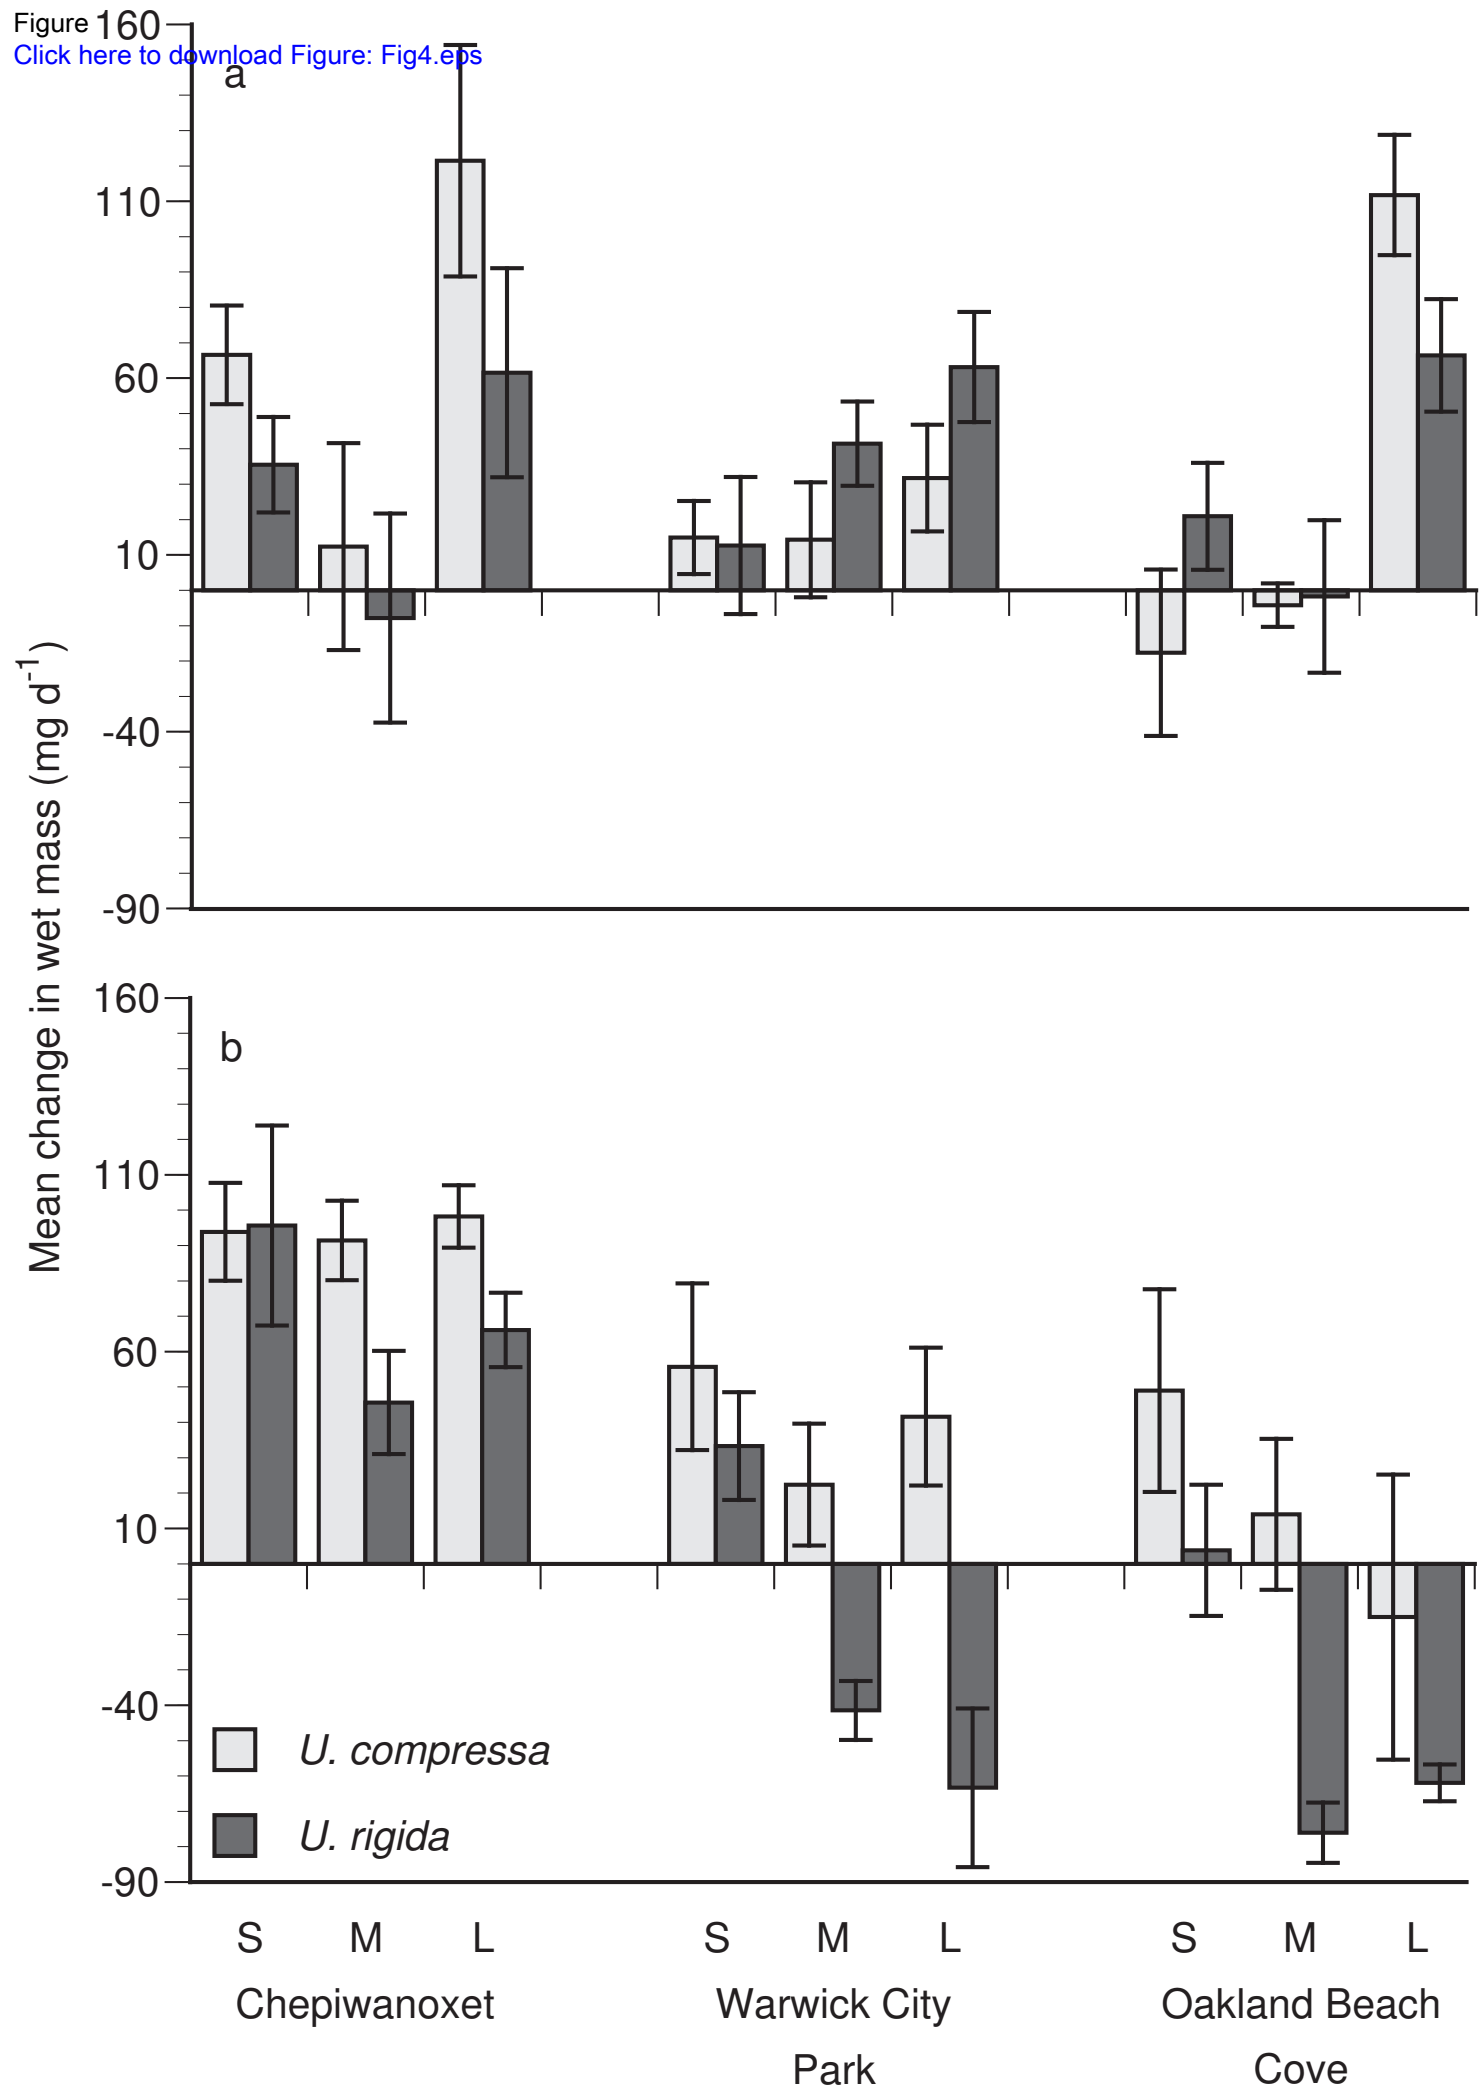 Figure
Click here to download Figure: Fig4.eps
160
a
110
60
10
-40
-90
Mean change in wet mass (mg d-1)
160
b
110
60
10
-40
-90
U. compressa
U. rigida
S M L S M L S M L
Chepiwanoxet Warwick City Oakland Beach
Park Cove